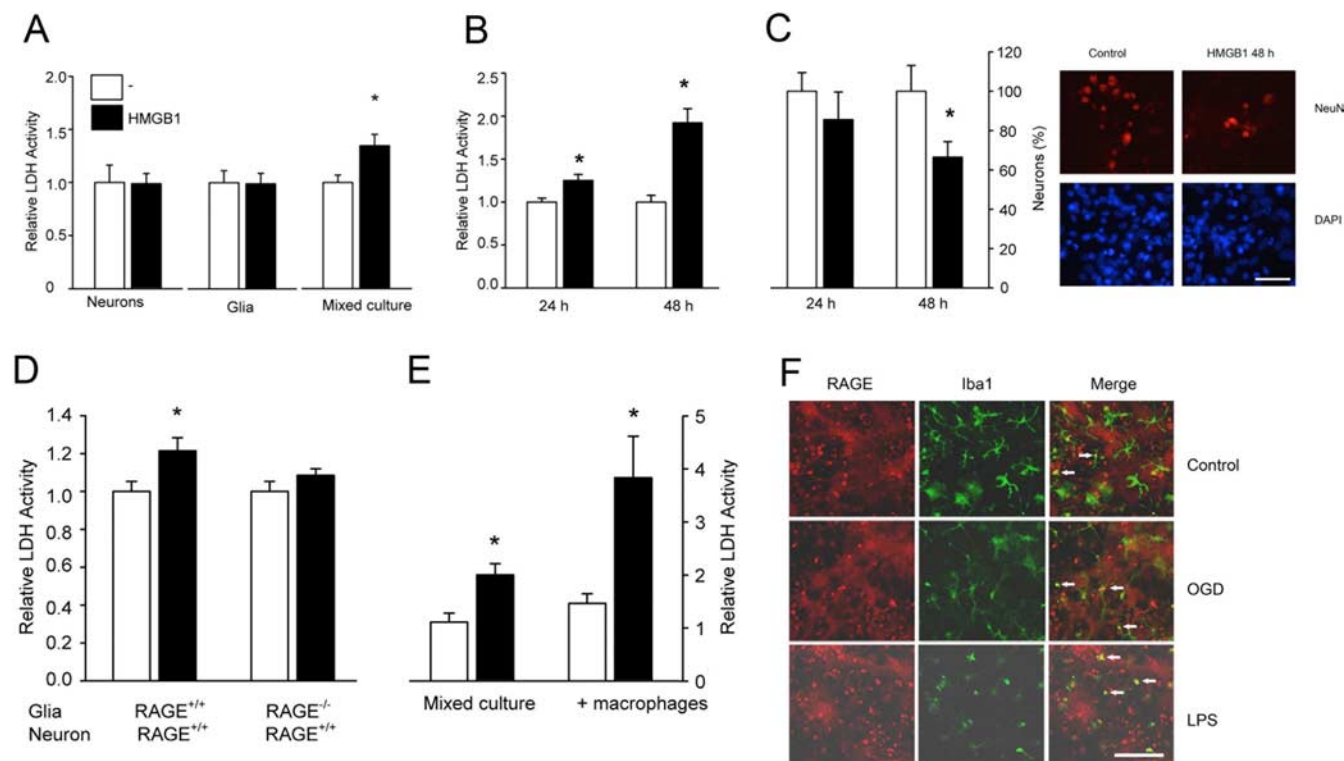 A
Relative LDH Activity
2.0
1.5
1.0
0.5
0
-
HMGB1
*
Neurons
Glia
Mixed culture
B
Relative LDH Activity
2.5
2.0
1.5
1.0
0.5
0.0
*
*
24 h
48 h
C
120
100
80
60
40
20
0
Neurons (%)
*
24 h
48 h
Control
HMGB1 48 h
NeuN
DAPI
D
Relative LDH Activity
1.4
1.2
1.0
0.8
0.6
0.4
0.2
0.0
*
Glia RAGE+/+ RAGE-/-
Neuron RAGE+/+ RAGE+/+
E
*
*
5
4
3
2
1
0
Relative LDH Activity
Mixed culture
+ macrophages
F
RAGE Iba1 Merge
Control
OGD
LPS